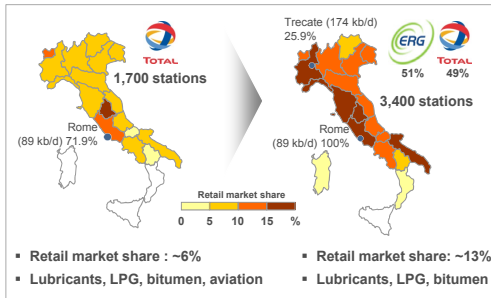 TOTAL
1,700 stations
Rome
(89 kb/d) 71.9%
Trecate (174 kb/d)
25.9%
ERG
TOTAL
51%
49%
3,400 stations
Rome
(89 kb/d) 100%
Retail market share
0 5 10 15 %
▪ Retail market share : ~6%
▪ Lubricants, LPG, bitumen, aviation
▪ Retail market share: ~13%
▪ Lubricants, LPG, bitumen